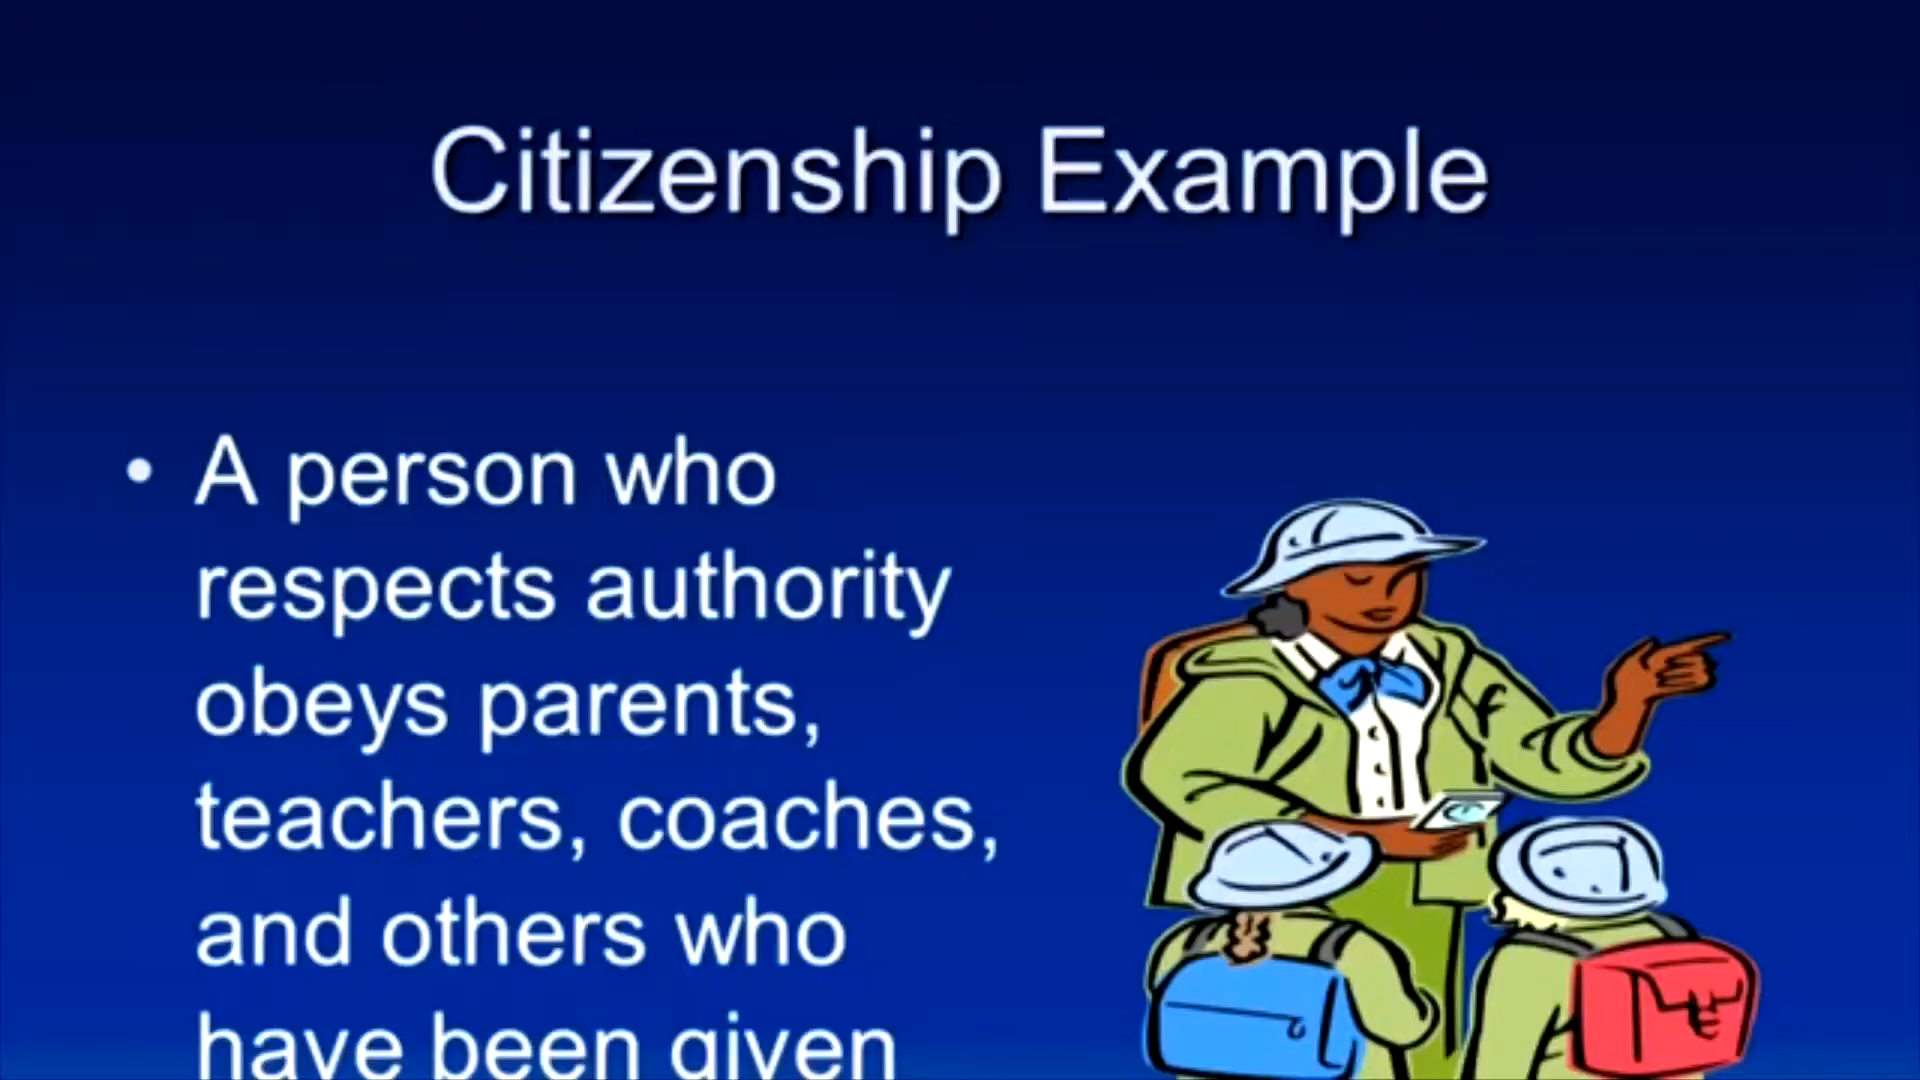 Citizenship Example
• A person who
respects authority
obeys parents,
teachers, coaches,
and others who
have been given